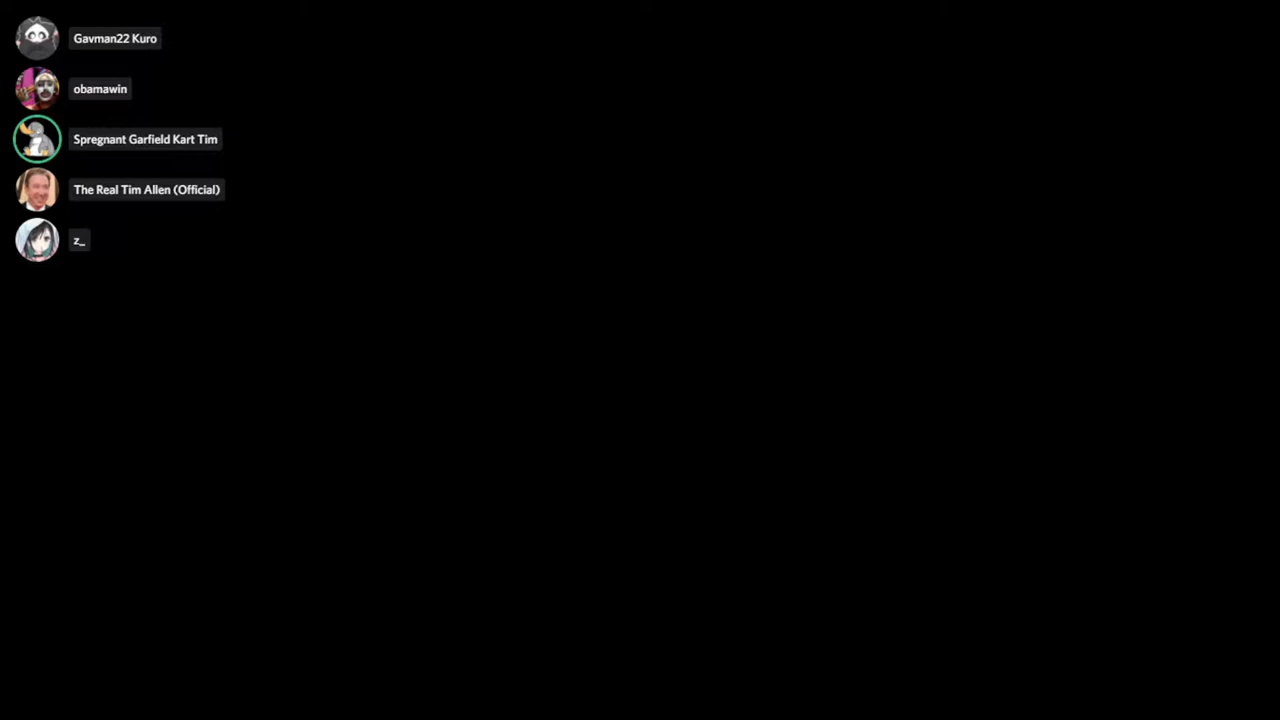 Gavman22 Kuro
obamawin
Spregnant Garfield Kart Tim
The Real Tim Allen (Official)
z_